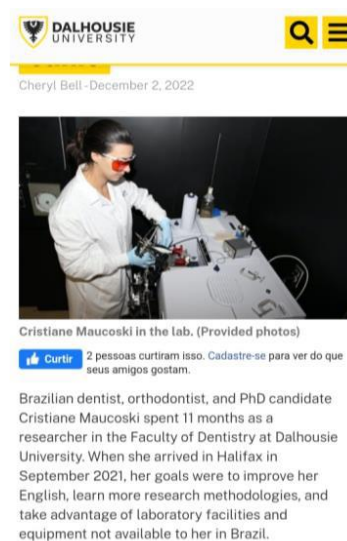 DALHOUSIE
UNIVERSITY
Cheryl Bell - December 2, 2022
Cristiane Maucoski in the lab. (Provided photos)
Curtir
2 pessoas curtiram isso. Cadastre-se para ver do que
seus amigos gostam.
Brazilian dentist, orthodontist, and PhD candidate
Cristiane Maucoski spent 11 months as a
researcher in the Faculty of Dentistry at Dalhousie
University. When she arrived in Halifax in
September 2021, her goals were to improve her
English, learn more research methodologies, and
take advantage of laboratory facilities and
equipment not available to her in Brazil.